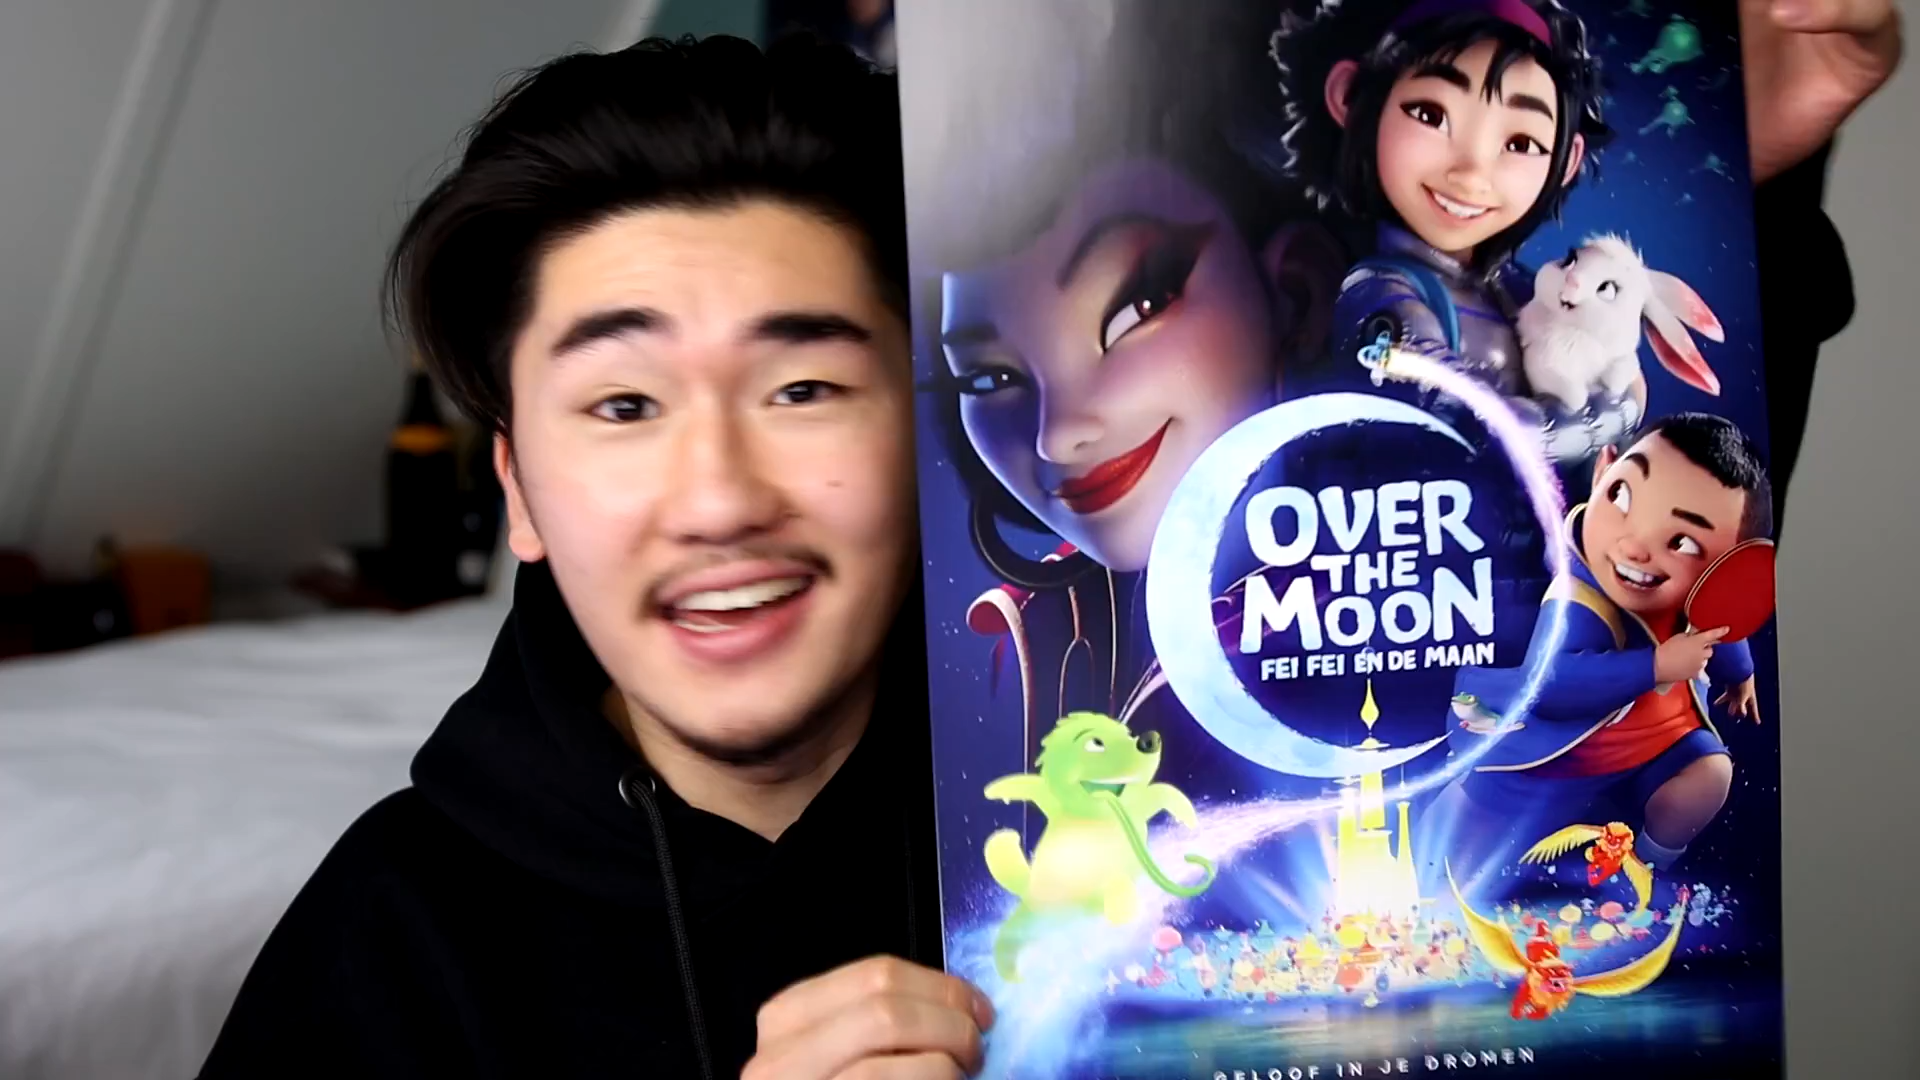 OVER
THE
MOON
FEI FEI EN DE MAAN
GELOOF IN JE DROMEN